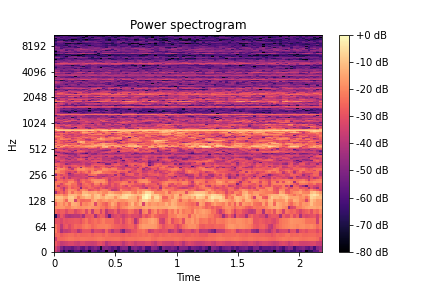 Power spectrogram
8192
4096
2048
1024
512
256
128
64
0
Hz
0 0.5 1 1.5 2
Time
+0 dB
-10 dB
-20 dB
-30 dB
-40 dB
-50 dB
-60 dB
-70 dB
-80 dB